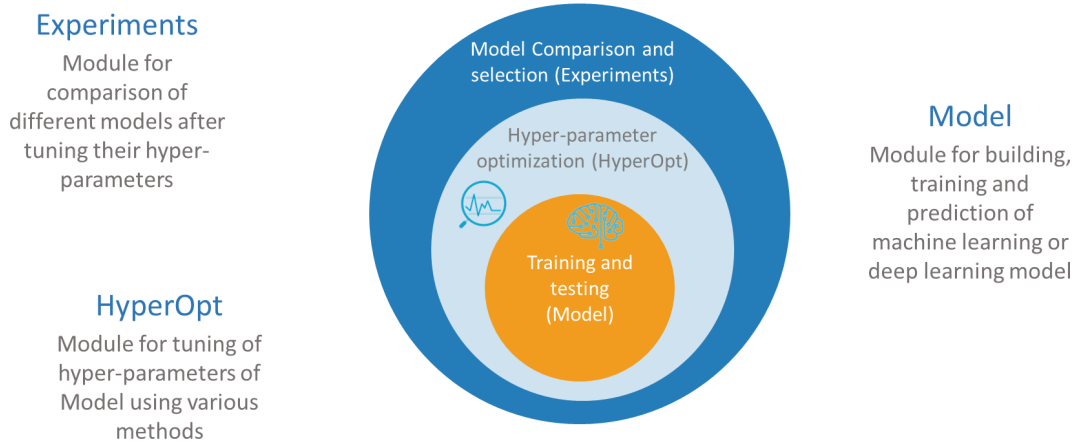 Experiments
Module for
comparison of
different models after
tuning their hyper-
parameters
HyperOpt
Module for tuning of
hyper-parameters of
Model using various
methods
Model Comparison and
selection (Experiments)
Hyper-parameter
optimization (HyperOpt)
Training and
testing
(Model)
Model
Module for building,
training and
prediction of
machine learning or
deep learning model